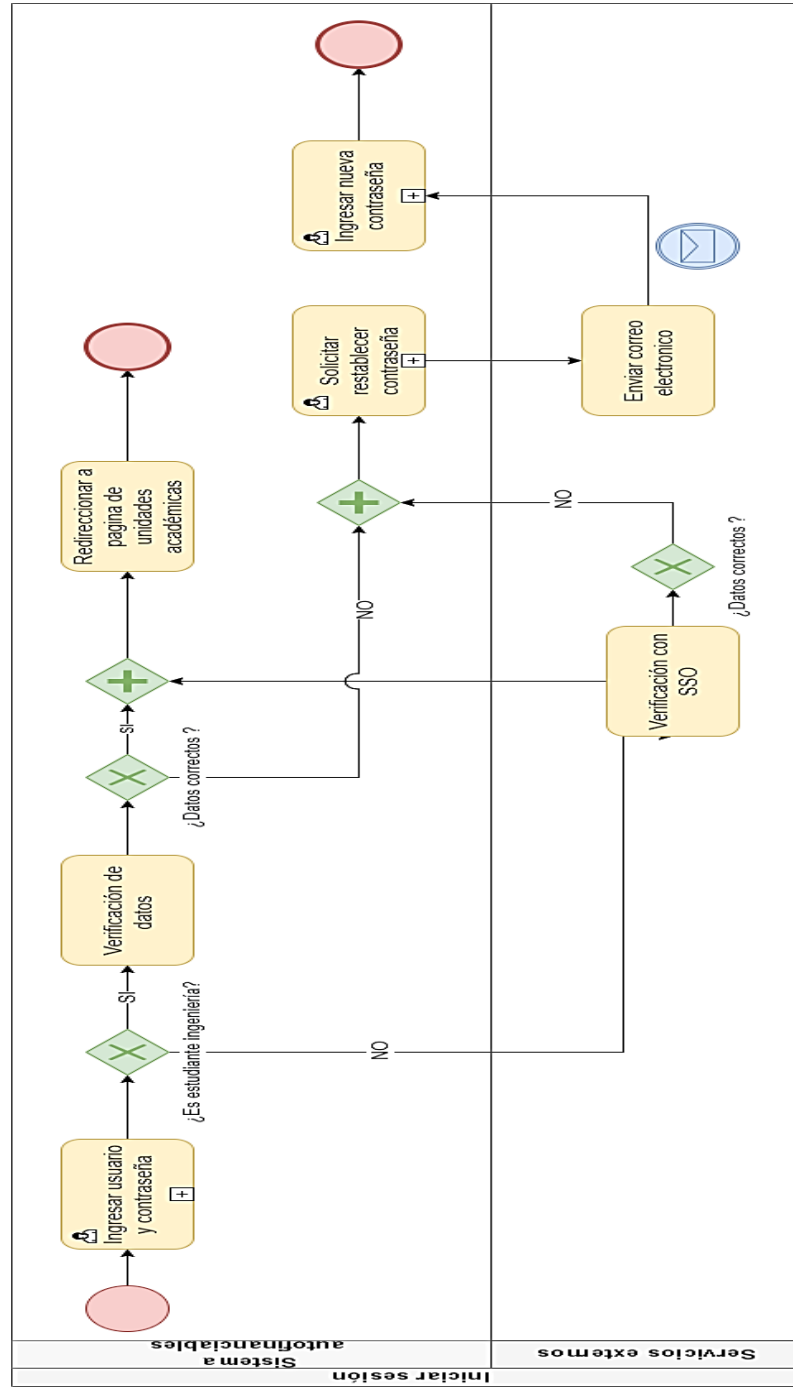 Iniciar sesión
Sistema
autofinanciables
Servicios externos
Ingresar usuario
y contraseña
¿Es estudiante ingeniería?
SI
NO
Verificación de
datos
¿Datos correctos ?
SI
NO
Redireccionar a
pagina de
unidades
académicas
Solicitar
restablecer
contraseña
Ingresar nueva
contraseña
Verificación con
SSO
¿Datos correctos ?
NO
Enviar correo
electronico